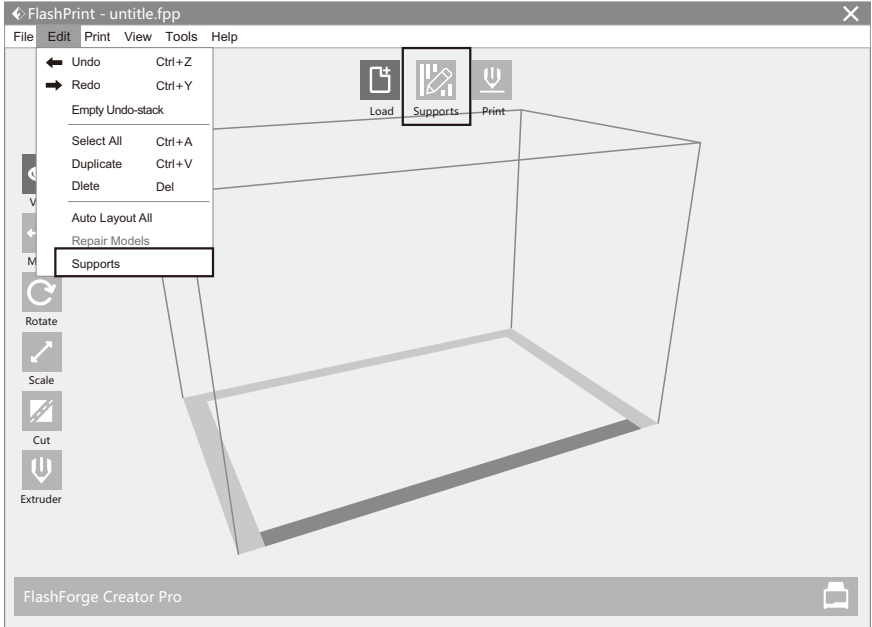 FlashPrint - untitle.fpp
File Edit Print View Tools Help
Undo Ctrl+Z
Redo Ctrl+Y
Empty Undo-stack
Select All Ctrl+A
Duplicate Ctrl+V
Dlete Del
Auto Layout All
Repair Models
Supports
Load Supports Print
V
M
Rotate
Scale
Cut
Extruder
FlashForge Creator Pro